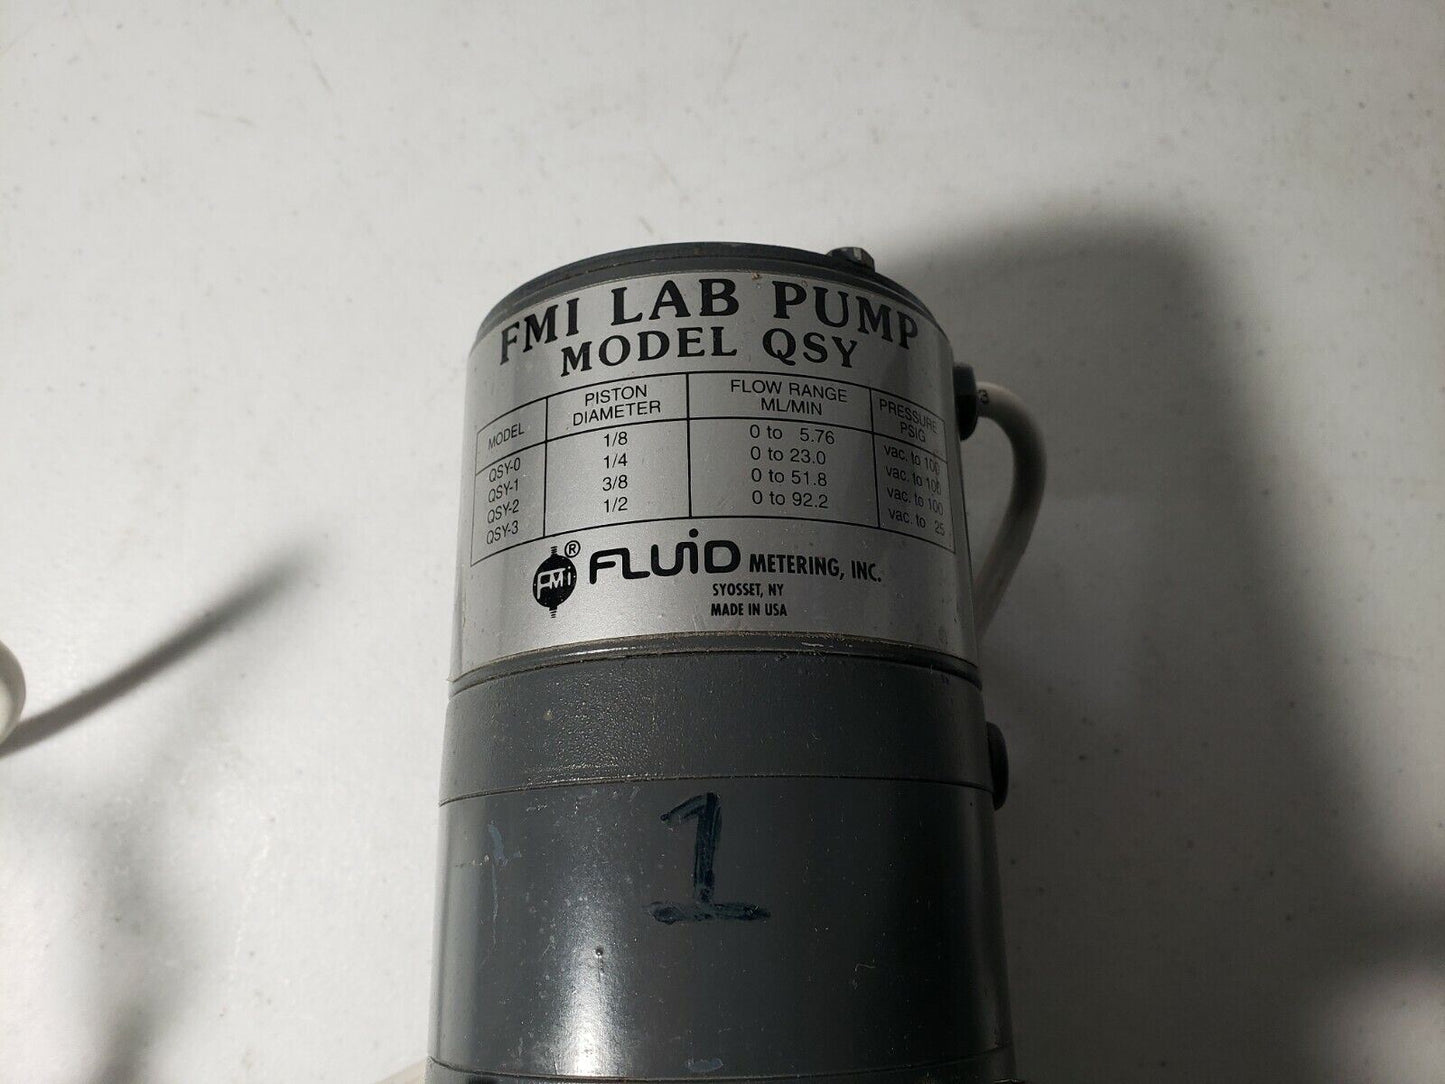 FMI LAB PUMP
MODEL QSY
MODEL PISTON DIAMETER FLOW RANGE ML/MIN PRESSURE PSIG
QSY-0 1/8 0 to 5.76 vac. to 100
QSY-1 1/4 0 to 23.0 vac. to 100
QSY-2 3/8 0 to 51.8 vac. to 100
QSY-3 1/2 0 to 92.2 vac. to 25
FMI ® FLUID METERING, INC.
SYOSSET, NY
MADE IN USA
1